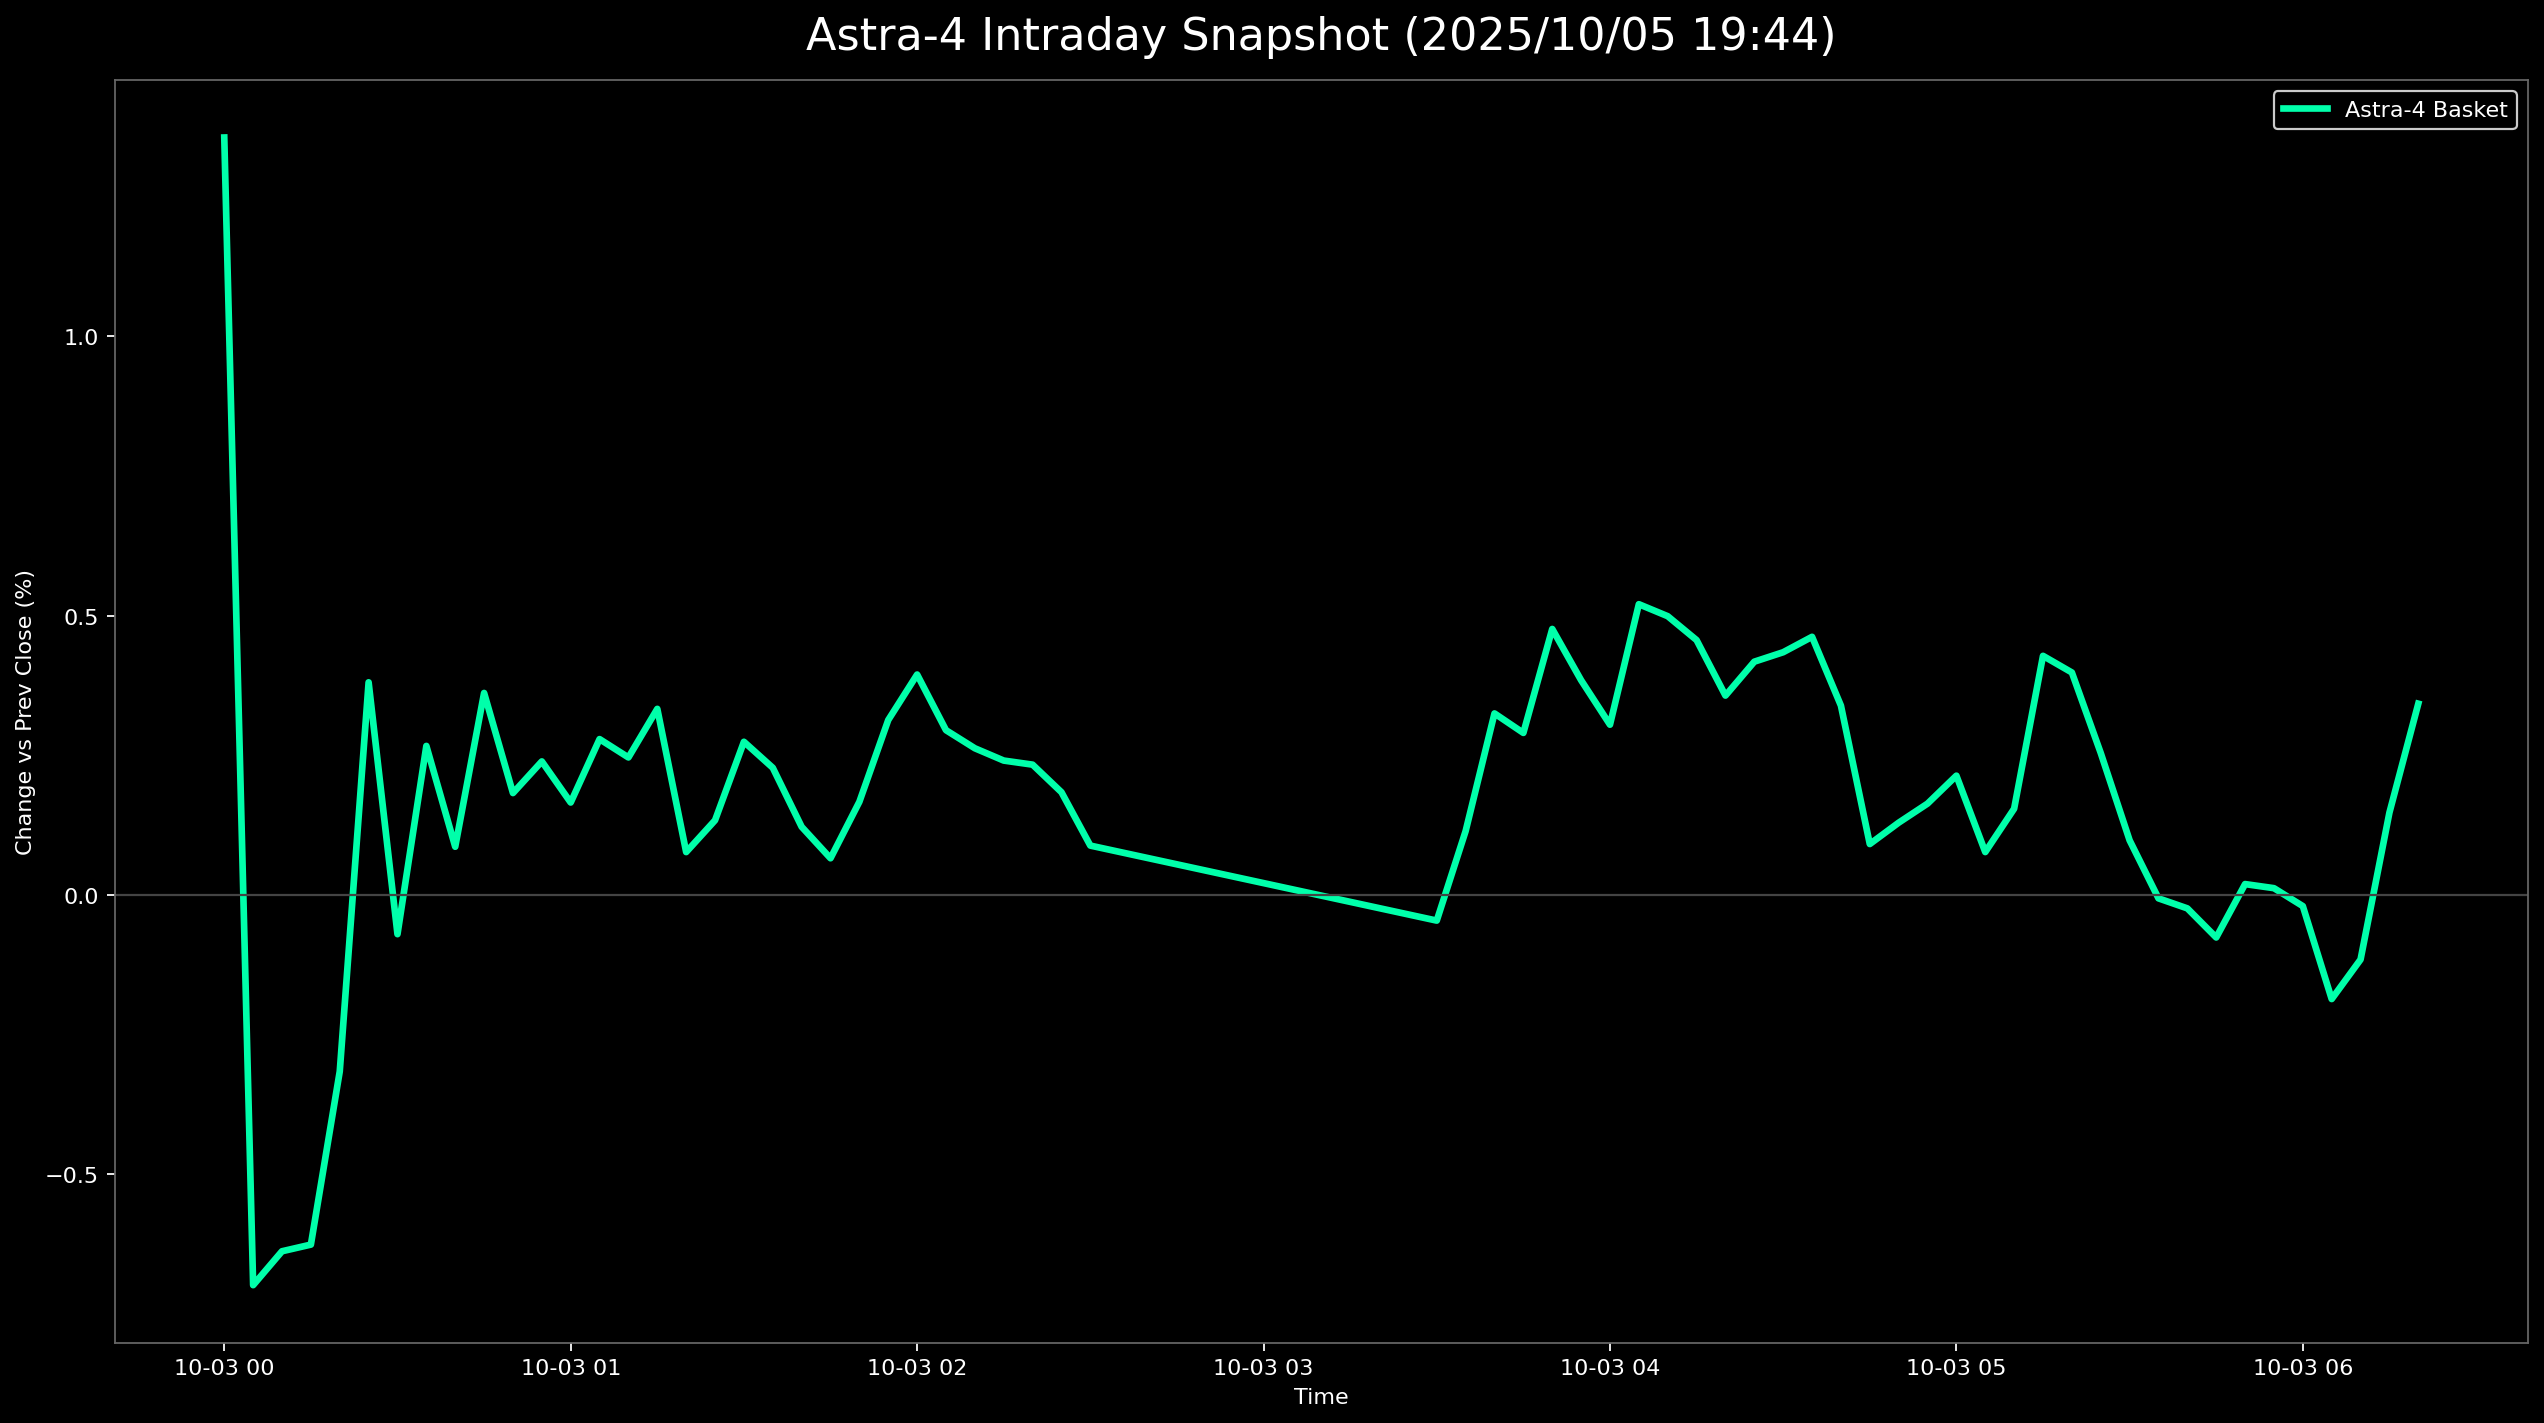 Astra-4 Intraday Snapshot (2025/10/05 19:44)
Astra-4 Basket
Change vs Prev Close (%)
1.0
0.5
0.0
−0.5
10-03 00 10-03 01 10-03 02 10-03 03 10-03 04 10-03 05 10-03 06
Time